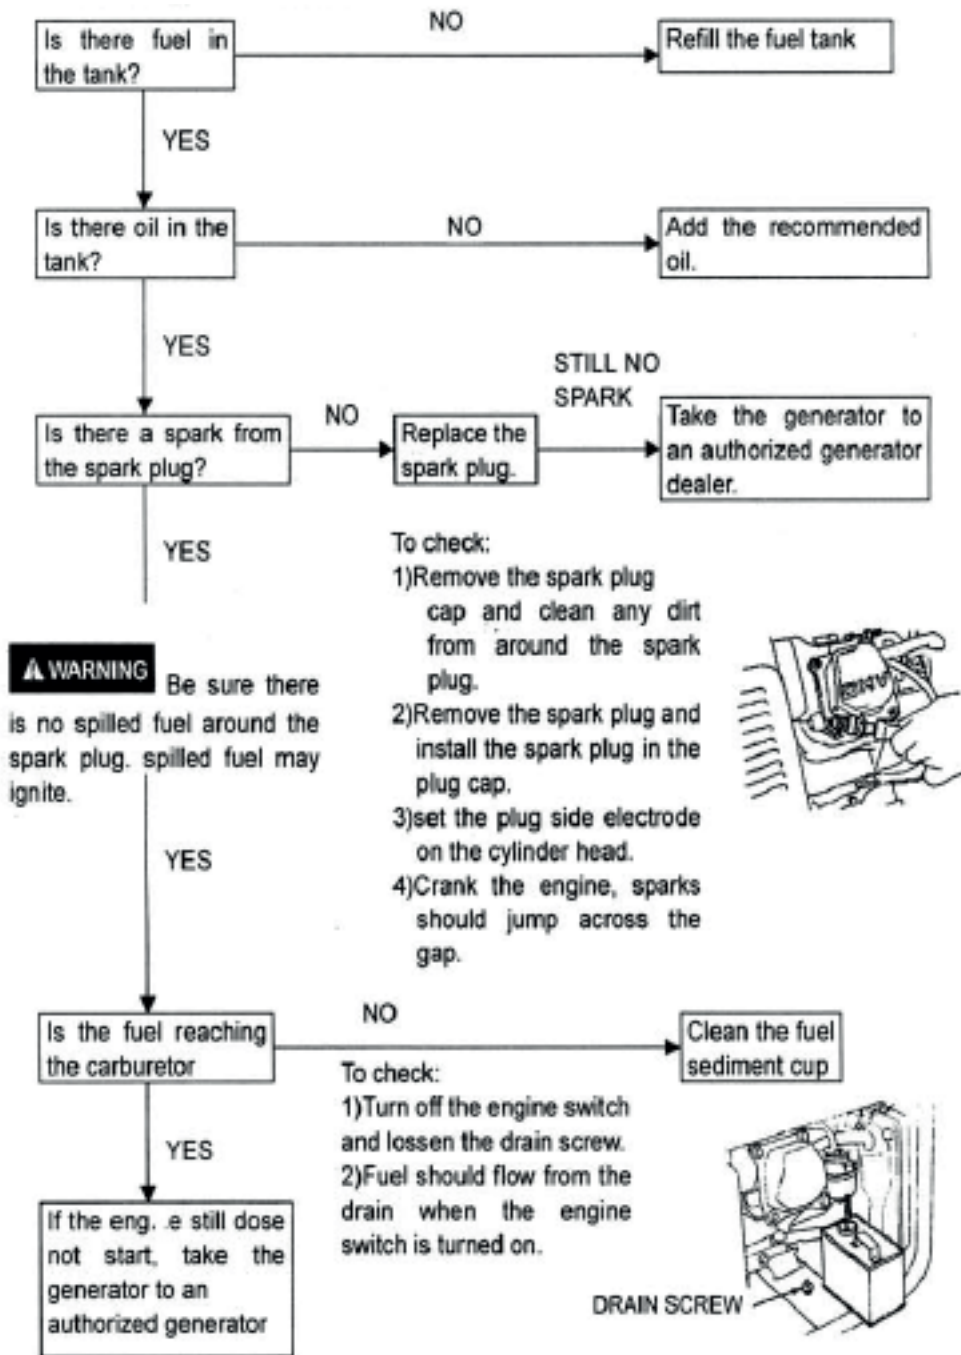 Is there fuel in
the tank?
NO
Refill the fuel tank
YES
Is there oil in the
tank?
NO
Add the recommended
oil.
YES
Is there a spark from
the spark plug?
NO
Replace the
spark plug.
STILL NO
SPARK
Take the generator to
an authorized generator
dealer.
YES
To check:
1)Remove the spark plug
cap and clean any dirt
from around the spark
plug.
2)Remove the spark plug and
install the spark plug in the
plug cap.
3)set the plug side electrode
on the cylinder head.
4)Crank the engine, sparks
should jump across the
gap.
WARNING Be sure there
is no spilled fuel around the
spark plug. spilled fuel may
ignite.
YES
OHV
Is the fuel reaching
the carburetor
NO
Clean the fuel
sediment cup
To check:
1)Turn off the engine switch
and lossen the drain screw.
2)Fuel should flow from the
drain when the engine
switch is turned on.
YES
If the still dose
not start, take the
generator to an
authorized generator
DRAIN SCREW